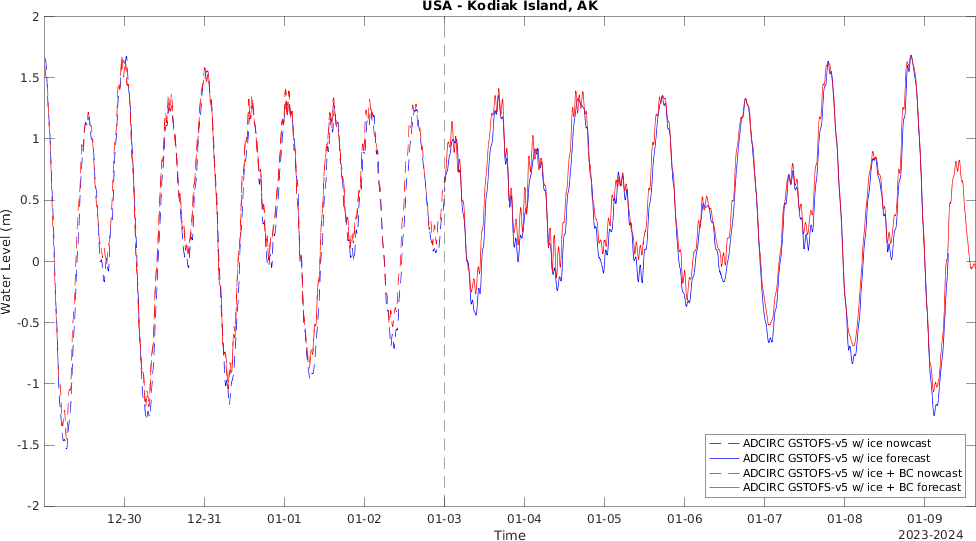 USA - Kodiak Island, AK
2
1.5
1
0.5
0
-0.5
-1
-1.5
-2
Water Level (m)
ADCIRC GSTOFS-v5 w/ ice nowcast
ADCIRC GSTOFS-v5 w/ ice forecast
ADCIRC GSTOFS-v5 w/ ice + BC nowcast
ADCIRC GSTOFS-v5 w/ ice + BC forecast
12-30 12-31 01-01 01-02 01-03 01-04 01-05 01-06 01-07 01-08 01-09
Time
2023-2024